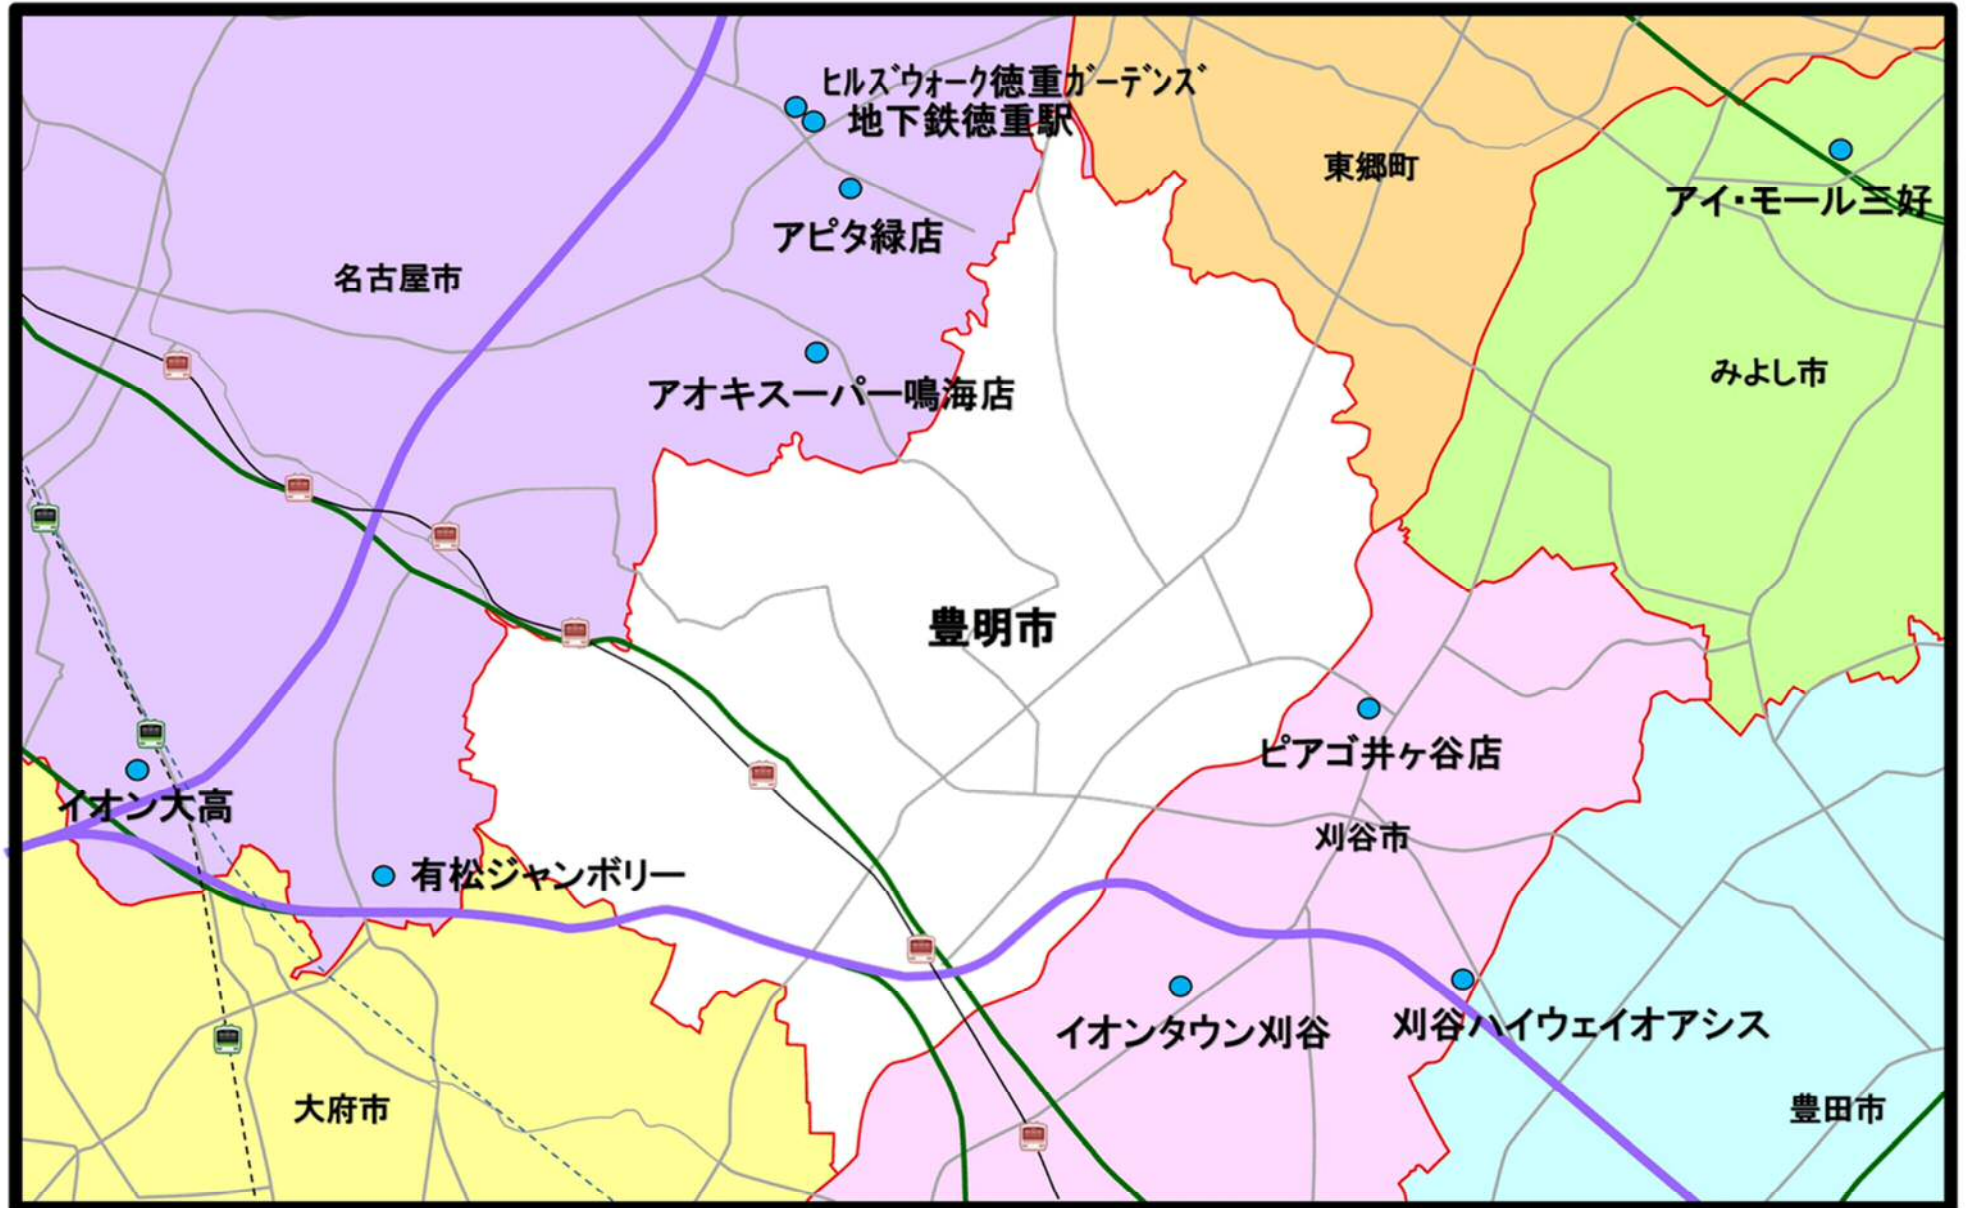 ﾋﾙｽﾞｳｫｰｸ徳重ｶﾞｰﾃﾞﾝｽﾞ
地下鉄徳重駅
東郷町
アイ・モール三好
アピタ緑店
名古屋市
みよし市
アオキスーパー鳴海店
豊明市
ピアゴ井ヶ谷店
イオン大高
刈谷市
有松ジャンボリー
イオンタウン刈谷
刈谷ハイウェイオアシス
大府市
豊田市